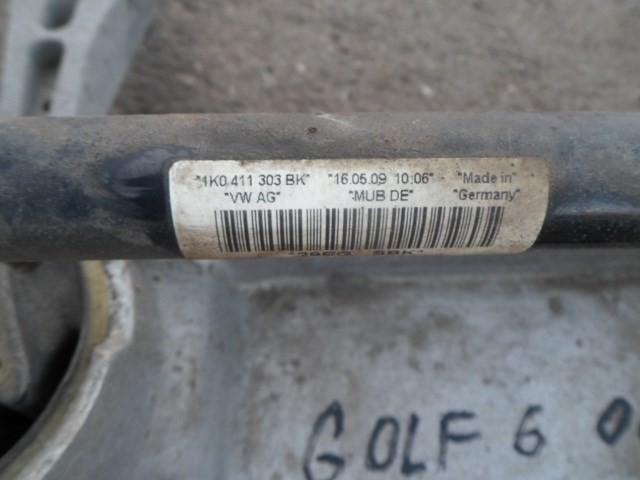 "1K0 411 303 BK" "16.05.09 10:06" "Made in"
"VW AG" "MUB DE" "Germany"
GOLF 6